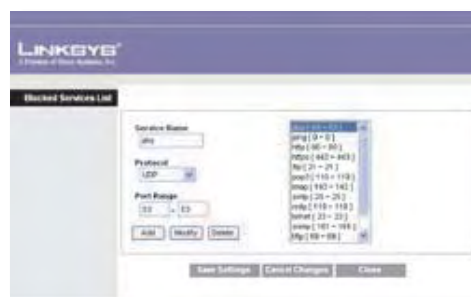 LINKSYS
A Division of Cisco Systems, Inc.
Blocked Services List
Service Name
dns
Protocol
UDP
Port Range
53 ~ 53
Add Modify Delete
dns [ 53 ~ 53 ]
ping [ 0 ~ 0 ]
http [ 80 ~ 80 ]
https [ 443 ~ 443 ]
ftp [ 21 ~ 21 ]
pop3 [ 110 ~ 110 ]
imap [ 143 ~ 143 ]
smtp [ 25 ~ 25 ]
nntp [ 119 ~ 119 ]
telnet [ 23 ~ 23 ]
snmp [ 161 ~ 161 ]
tftp [ 69 ~ 69 ]
Save Settings Cancel Changes Close